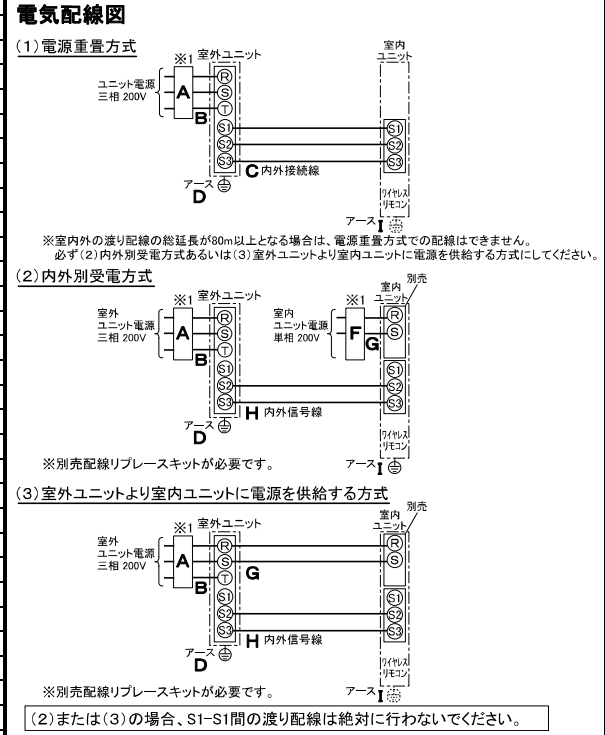 電気配線図
(1)電源重畳方式
※1 室外ユニット
室内
ユニット
ユニット電源
三相 200V
A
B
R
S
T
S1
S2
S3
S1
S2
S3
C 内外接続線
アース
D
ワイヤレス
リモコン
アース I
※室内外の渡り配線の総延長が80m以上となる場合は、電源重畳方式での配線はできません。
必ず(2)内外別受電方式あるいは(3)室外ユニットより室内ユニットに電源を供給する方式にしてください。
(2)内外別受電方式
※1 室外ユニット
※1
室内
ユニット
別売
室外
ユニット電源
三相 200V
A
B
R
S
T
S1
S2
S3
室内
ユニット電源
単相 200V
F
G
R
S
S1
S2
S3
H 内外信号線
アース
D
ワイヤレス
リモコン
アース I
※別売配線リプレースキットが必要です。
(3)室外ユニットより室内ユニットに電源を供給する方式
※1 室外ユニット
室内
ユニット
別売
室外
ユニット電源
三相 200V
A
B
R
S
T
S1
S2
S3
G
R
S
S1
S2
S3
H 内外信号線
アース
D
ワイヤレス
リモコン
アース I
※別売配線リプレースキットが必要です。
(2)または(3)の場合、S1-S1間の渡り配線は絶対に行わないでください。